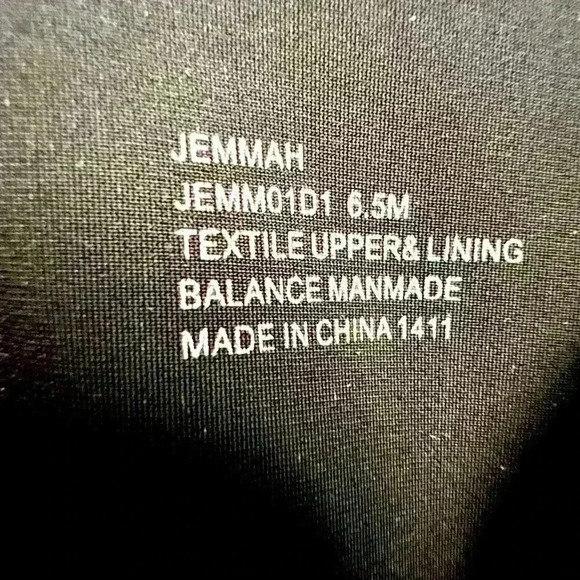 JEMMAH
JEMM01D1 6.5M
TEXTILE UPPER& LINING
BALANCE MANMADE
MADE IN CHINA 1411